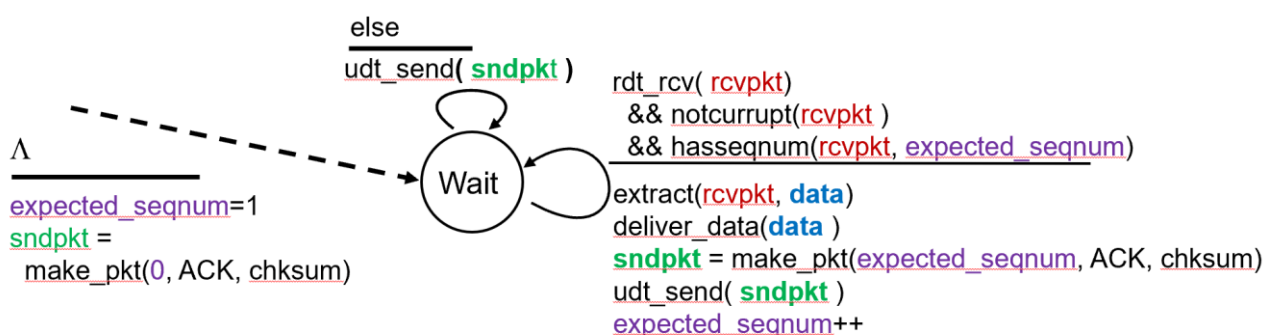 else
udt_send( sndpkt )
rdt_rcv( rcvpkt)
&& notcurrupt(rcvpkt )
&& hasseqnum(rcvpkt, expected_seqnum)
Λ
expected_seqnum=1
sndpkt =
make_pkt(0, ACK, chksum)
Wait
extract(rcvpkt, data)
deliver_data(data )
sndpkt = make_pkt(expected_seqnum, ACK, chksum)
udt_send( sndpkt )
expected_seqnum++